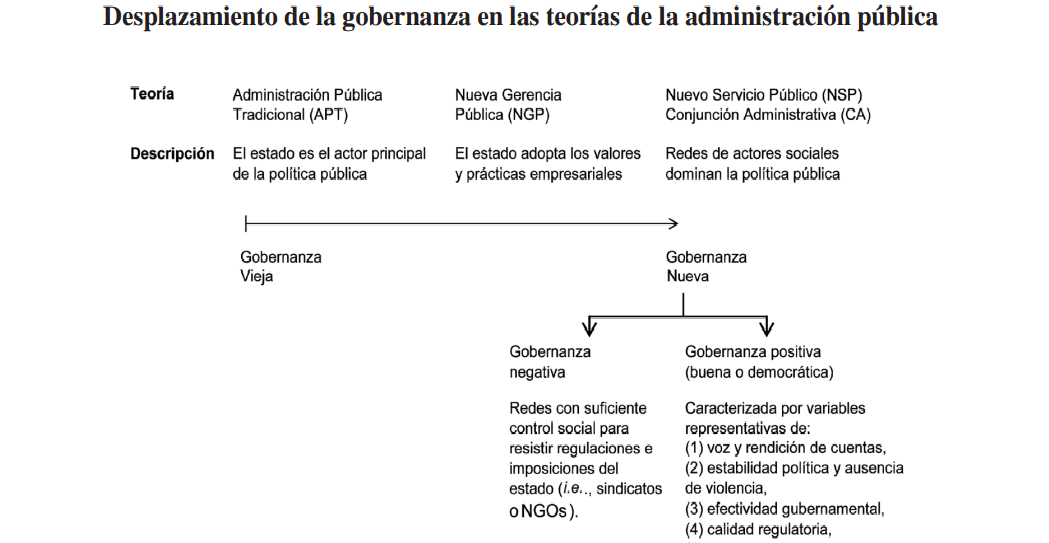 Desplazamiento de la gobernanza en las teorías de la administración pública
Teoría
Administración Pública
Tradicional (APT)
Nueva Gerencia
Pública (NGP)
Nuevo Servicio Público (NSP)
Conjunción Administrativa (CA)
Descripción
El estado es el actor principal
de la política pública
El estado adopta los valores
y prácticas empresariales
Redes de actores sociales
dominan la política pública
Gobernanza
Vieja
Gobernanza
Nueva
Gobernanza
negativa
Redes con suficiente
control social para
resistir regulaciones e
imposiciones del
estado (i.e.., sindicatos
o NGOs).
Gobernanza positiva
(buena o democrática)
Caracterizada por variables
representativas de:
(1) voz y rendición de cuentas,
(2) estabilidad política y ausencia
de violencia,
(3) efectividad gubernamental,
(4) calidad regulatoria,